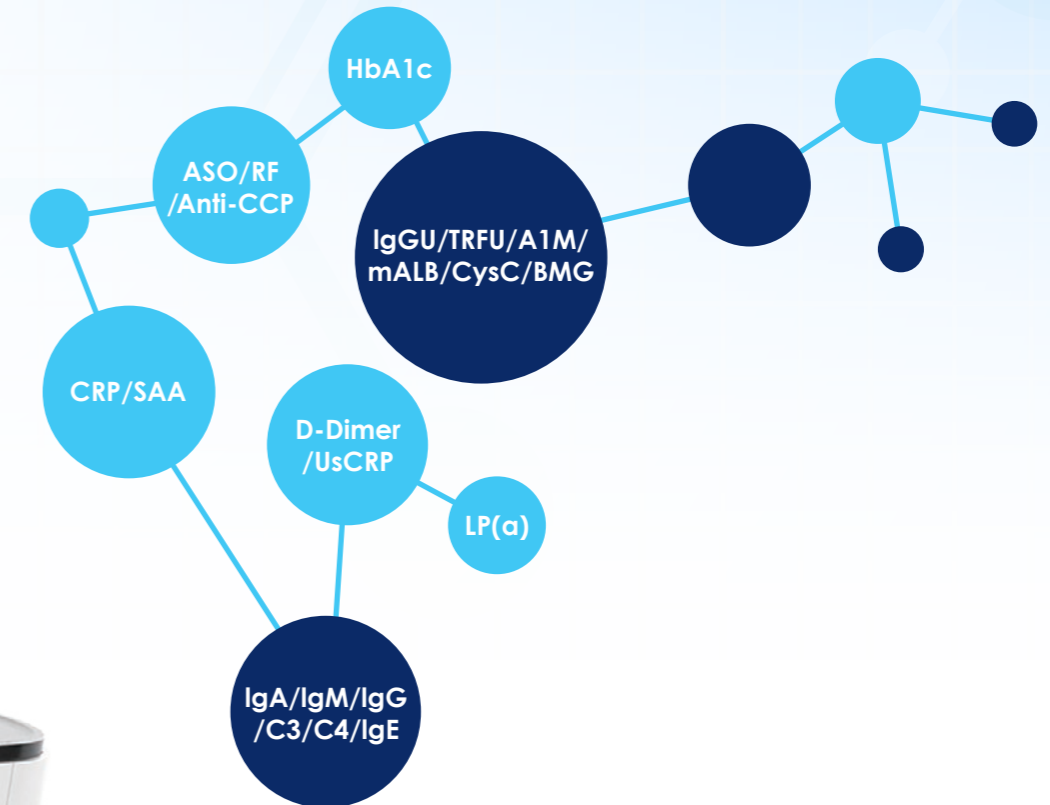 HbA1c
ASO/RF
/Anti-CCP
IgGU/TRFU/A1M/
mALB/CysC/BMG
CRP/SAA
D-Dimer
/UsCRP
LP(a)
IgA/IgM/IgG
/C3/C4/IgE